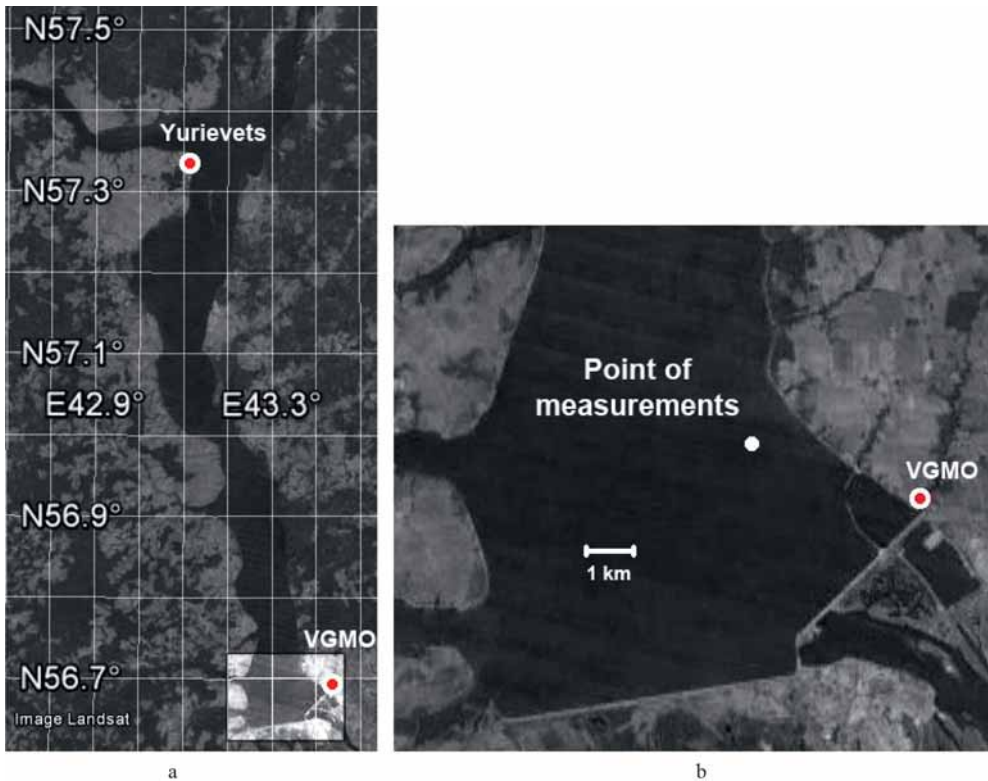 N57.5°
Yurievets
N57.3°
N57.1°
E42.9° E43.3°
N56.9°
VGMO
N56.7°
Image Landsat
a
Point of
measurements
VGMO
1 km
b